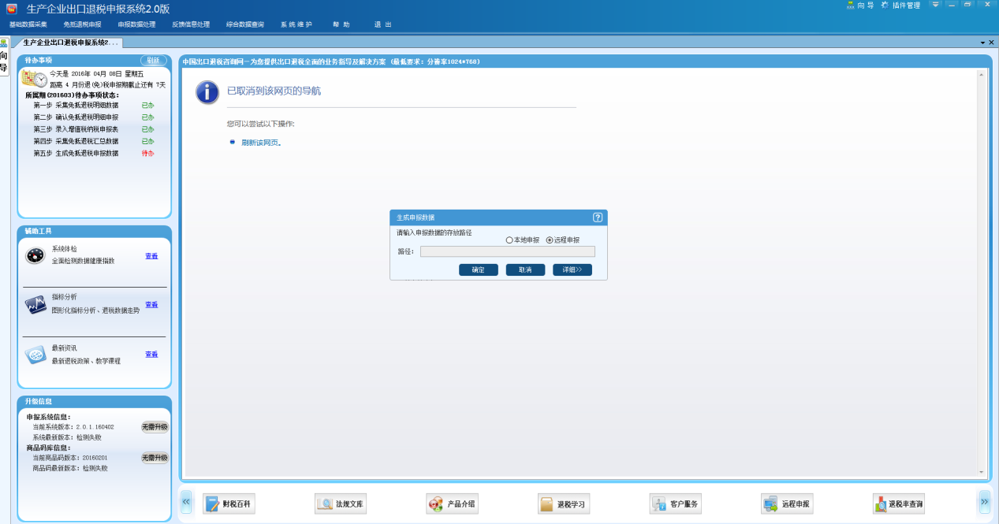 生产企业出口退税申报系统2.0版
向 导 插件管理
基础数据采集 免抵退税申报 申报数据处理 反馈信息处理 综合数据查询 系 统 维 护 帮 助 退 出
向导
生产企业出口退税申报系统2...
待办事项 刷新
今天是 2016年 04月 08日 星期五
距离 4 月份退(免)税申报期截止还有 7天
所属期(201603)待办事项状态:
第一步 采集免抵退税明细数据 已办
第二步 确认免抵退税明细申报 已办
第三步 录入增值税纳税申报表 已办
第四步 采集免抵退税汇总数据 已办
第五步 生成免抵退税申报数据 待办
辅助工具
系统体检
全面检测数据健康指数 查看
指标分析
图形化指标分析、退税数据走势 查看
最新资讯
最新退税政策、教学课程 查看
升级信息
申报系统信息:
当前系统版本: 2.0.1.160402 无需升级
系统最新版本: 检测失败
商品码库信息:
当前商品码版本: 20160201 无需升级
商品码最新版本: 检测失败
中国出口退税咨询网—为您提供出口退税全面的业务指导及解决方案 (最低要求: 分辨率1024*768)
已取消到该网页的导航
您可以尝试以下操作:
刷新该网页。
生成申报数据
请输入申报数据的存放路径
本地申报 远程申报
路径:
确定 取消 详细>>
财税百科 法规文库 产品介绍 退税学习 客户服务 远程申报 退税率查询